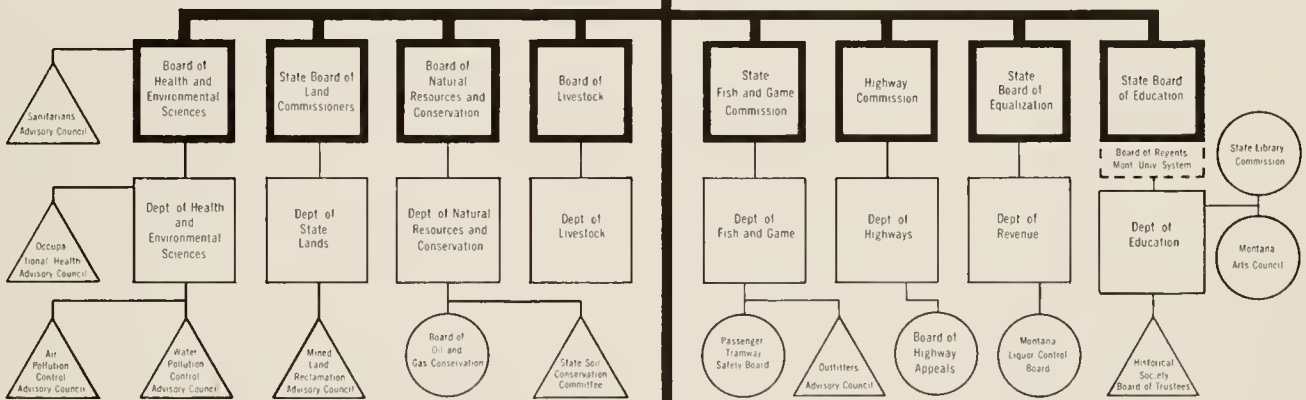 Board of
Health and
Environmental
Sciences
State Board of
Land
Commissioners
Board of
Natural
Resources and
Conservation
Board of
Livestock
State
Fish and Game
Commission
Highway
Commission
State
Board
of Equalization
State Board
of Education
Sanitarians
Advisory Council
Board of Regents
Mont Univ System
State Library
Commission
Dept of Health
and
Environmental
Sciences
Dept of
State
Lands
Dept of Natural
Resources and
Conservation
Dept of
Livestock
Dept of
Fish and Game
Dept of
Highways
Dept of
Revenue
Dept of
Education
Occupa
tional Health
Advisory Council
Montana
Arts Council
Air
Pollution
Control
Advisory Council
Water
Pollution
Control
Advisory Council
Mined
Land
Reclamation
Advisory Council
Board of
Oil and
Gas Conservation
State Soil
Conservation
Committee
Passenger
Tramway
Safety Board
Outfitters
Advisory Council
Board of
Highway
Appeals
Montana
Liquor Control
Board
Historical
Society
Board of Trustees